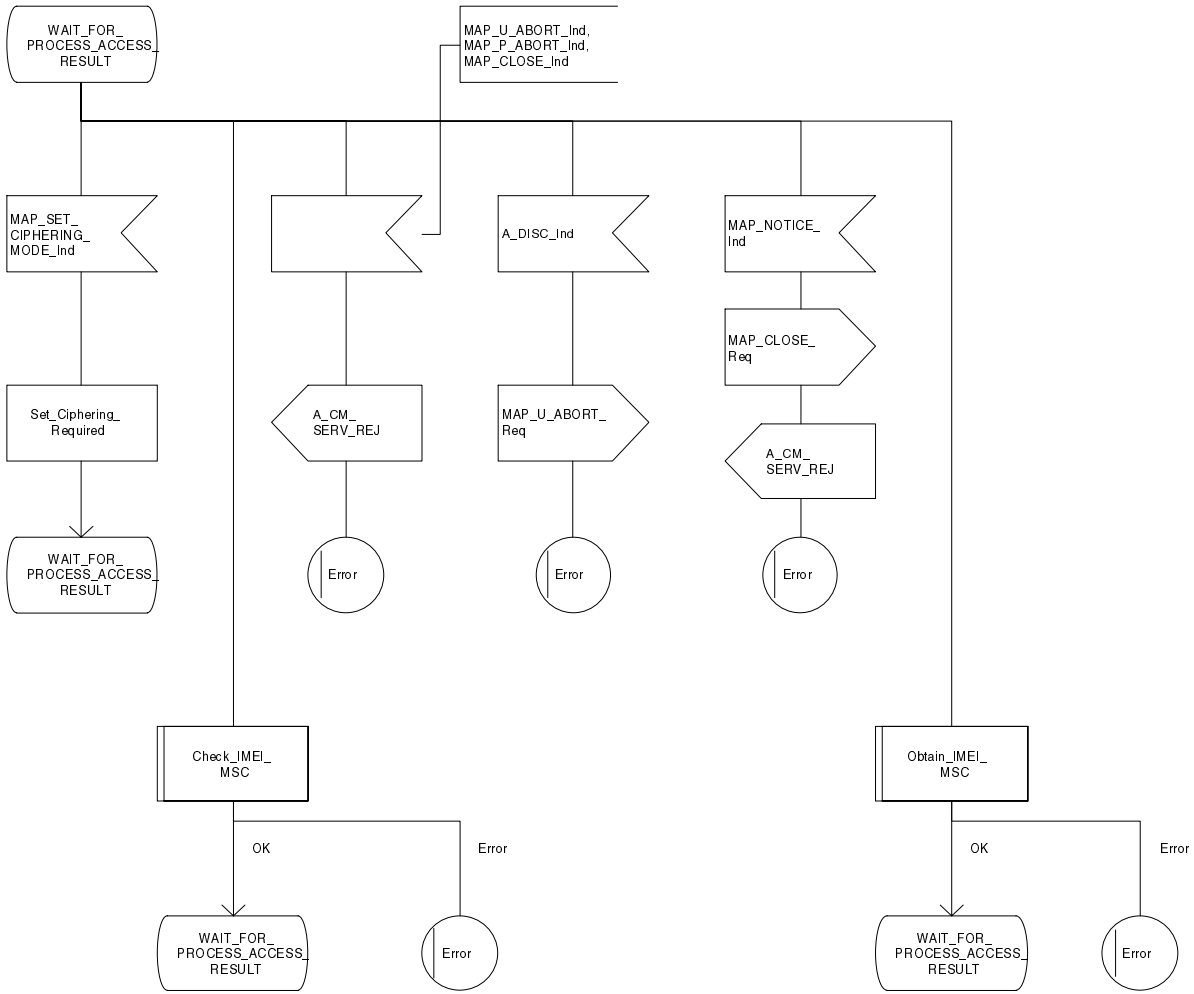 WAIT_FOR_
PROCESS_ACCESS_
RESULT
MAP_U_ABORT_Ind,
MAP_P_ABORT_Ind,
MAP_CLOSE_Ind
MAP_SET_
CIPHERING_
MODE_Ind
A_DISC_Ind
MAP_NOTICE_
Ind
MAP_CLOSE_
Req
Set_Ciphering_
Required
A_CM_
SERV_REJ
MAP_U_ABORT_
Req
A_CM_
SERV_REJ
WAIT_FOR_
PROCESS_ACCESS_
RESULT
Error
Error
Error
Check_IMEI_
MSC
Obtain_IMEI_
MSC
OK
Error
OK
Error
WAIT_FOR_
PROCESS_ACCESS_
RESULT
Error
WAIT_FOR_
PROCESS_ACCESS_
RESULT
Error